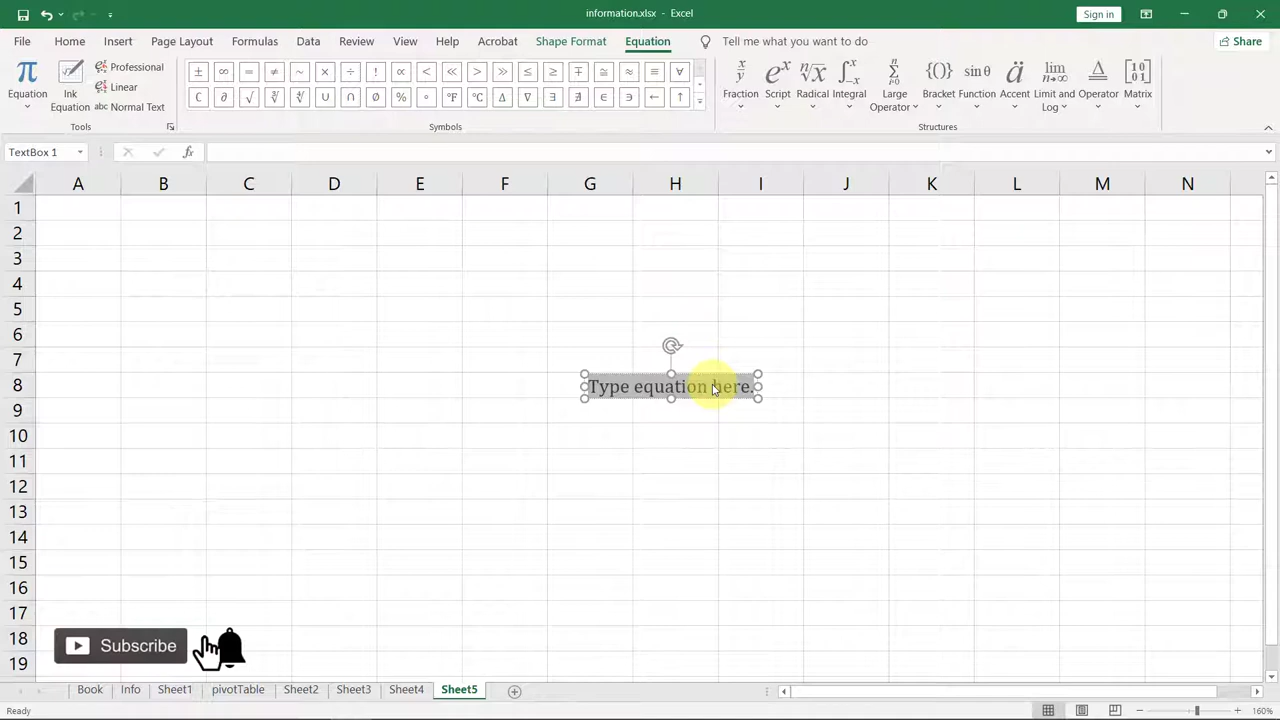 information.xlsx - Excel
Sign in
File Home Insert Page Layout Formulas Data Review View Help Acrobat Shape Format Equation Tell me what you want to do Share
π Equation
Ink Equation
Professional
Linear
abc Normal Text
Tools
± ∞ = ≠ ~ × ÷ ! ∝ < ≪ > ≫ ≤ ≥ ∓ ≅ ≈ ≡ ∀
∁ ∂ √ ∛ ∜ ∪ ∩ ∅ % ° ℉ ℃ ∆ ∇ ∃ ∄ ∈ ∋ ← ↑
Symbols
Fraction Script Radical Integral Large Operator Bracket Function Accent Limit and Log Operator Matrix
Structures
TextBox 1
fx
A B C D E F G H I J K L M N
1
2
3
4
5
6
7
8
Type equation here.
9
10
11
12
13
14
15
16
17
18
19
Subscribe
Book Info Sheet1 pivotTable Sheet2 Sheet3 Sheet4 Sheet5
Ready
160%